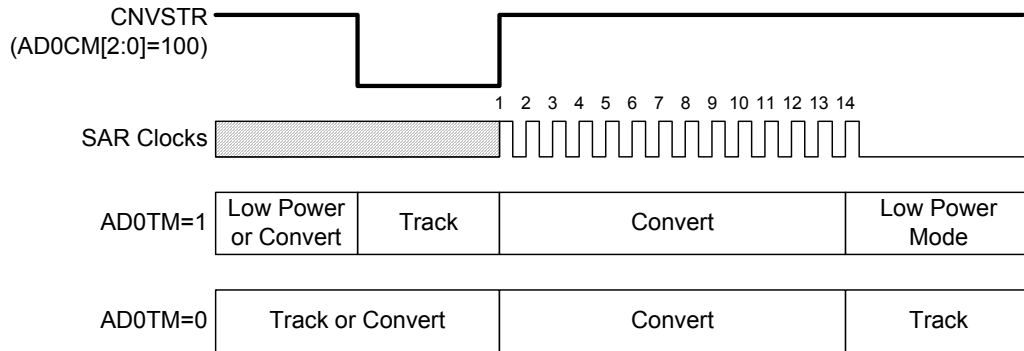 CNVSTR
(AD0CM[2:0]=100)
1 2 3 4 5 6 7 8 9 10 11 12 13 14
SAR Clocks
AD0TM=1
Low Power
or Convert
Track
Convert
Low Power
Mode
AD0TM=0
Track or Convert
Convert
Track